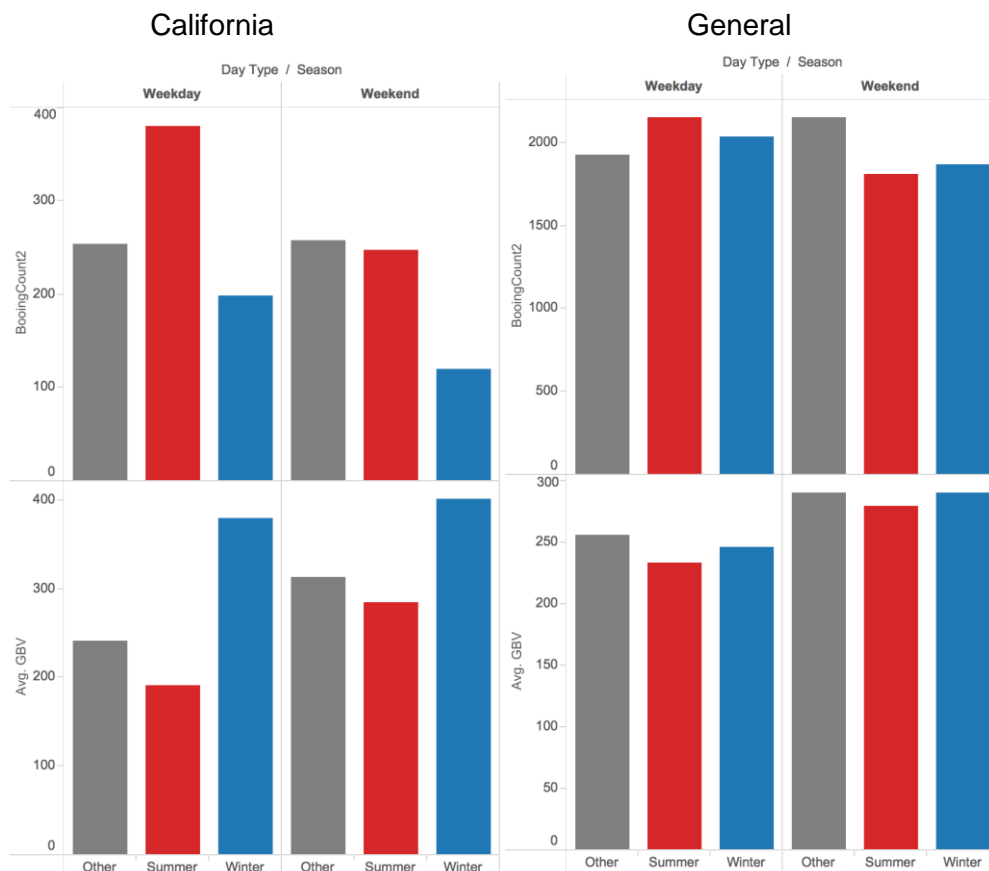 California
General
Day Type / Season
Weekday Weekend
400
300
200
100
0
BooingCount2
400
300
200
100
0
Avg. GBV
Other Summer Winter Other Summer Winter
Day Type / Season
Weekday Weekend
2000
1500
1000
500
0
BooingCount2
300
250
200
150
100
50
0
Avg. GBV
Other Summer Winter Other Summer Winter